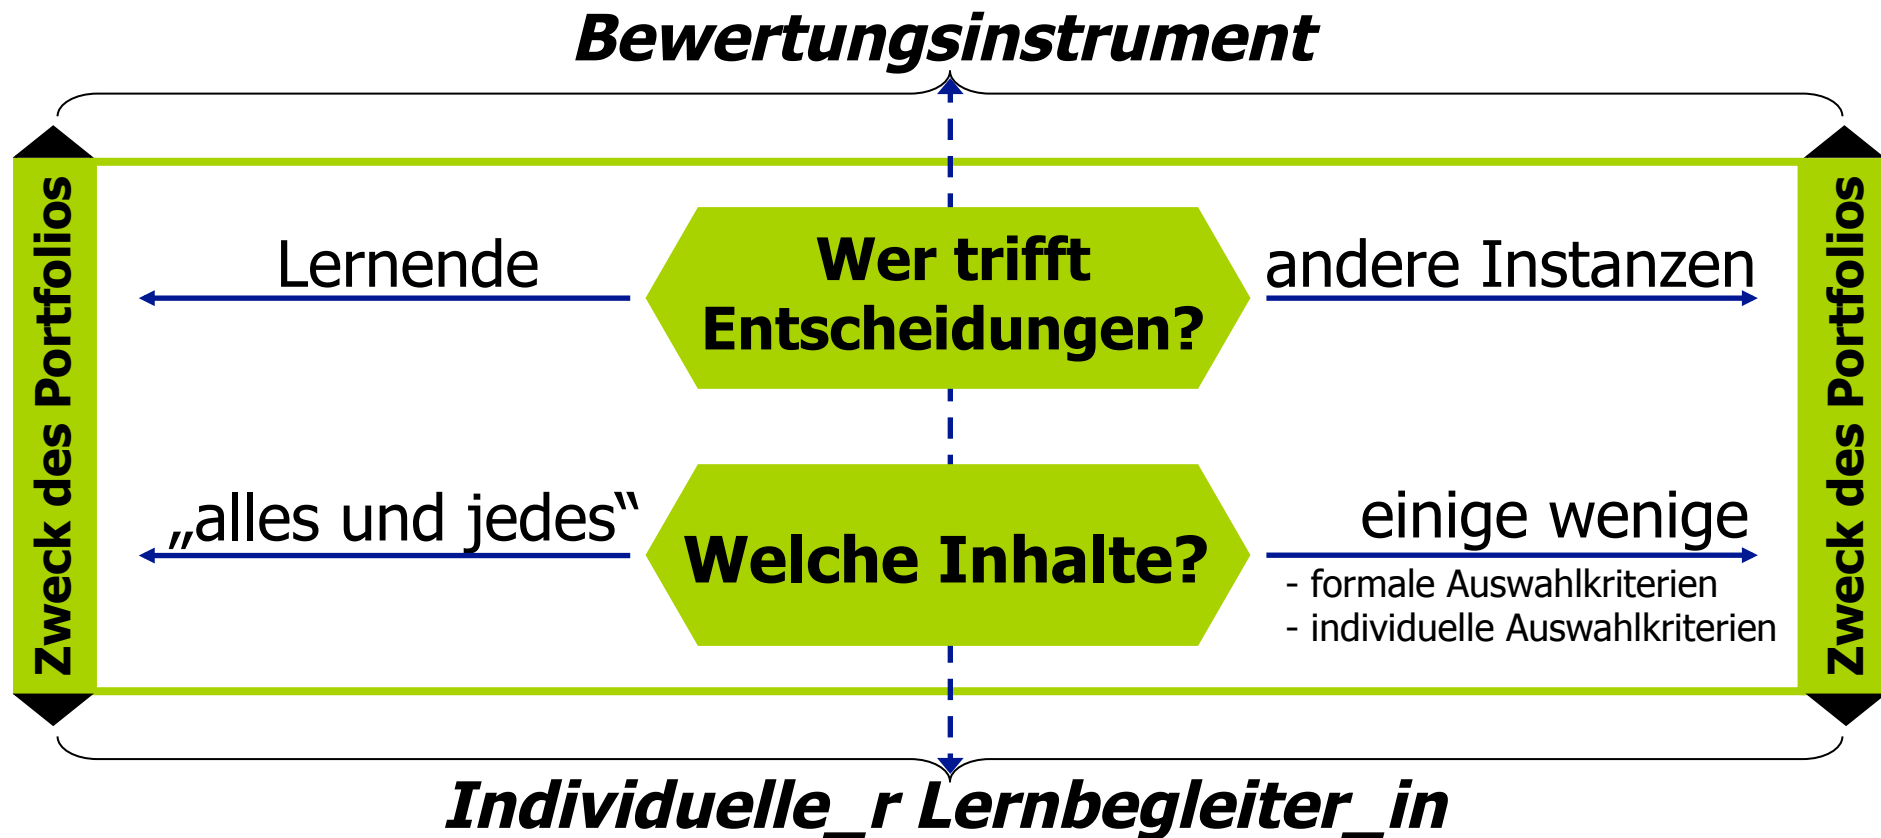 Bewertungsinstrument
Zweck des Portfolios
Lernende
Wer trifft
Entscheidungen?
andere Instanzen
„alles und jedes“
Welche Inhalte?
einige wenige
- formale Auswahlkriterien
- individuelle Auswahlkriterien
Zweck des Portfolios
Individuelle_r Lernbegleiter_in